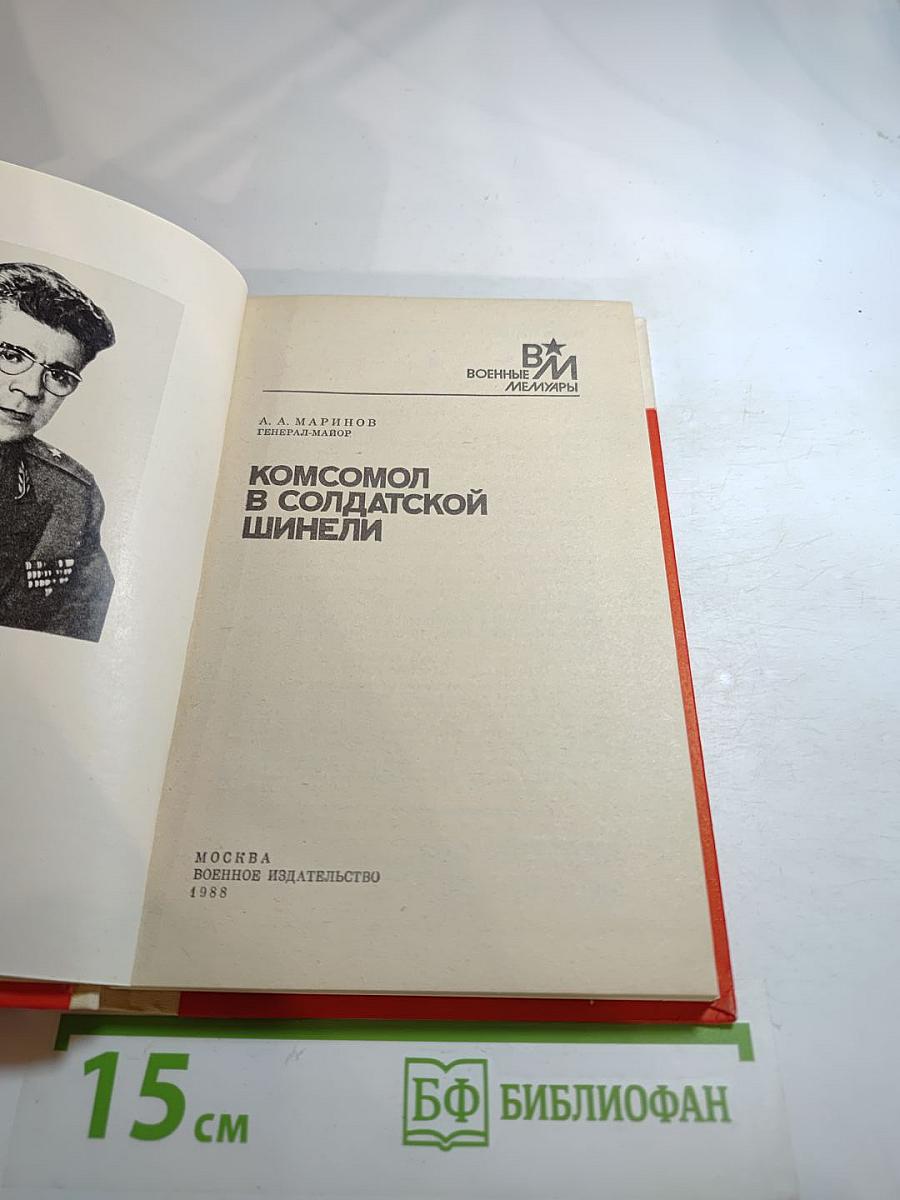 ВМ
ВОЕННЫЕ
МЕМУАРЫ
А. А. МАРИНОВ
ГЕНЕРАЛ-МАЙОР
КОМСОМОЛ
В СОЛДАТСКОЙ
ШИНЕЛИ
МОСКВА
ВОЕННОЕ ИЗДАТЕЛЬСТВО
1988
15 см
БФ БИБЛИОФАН